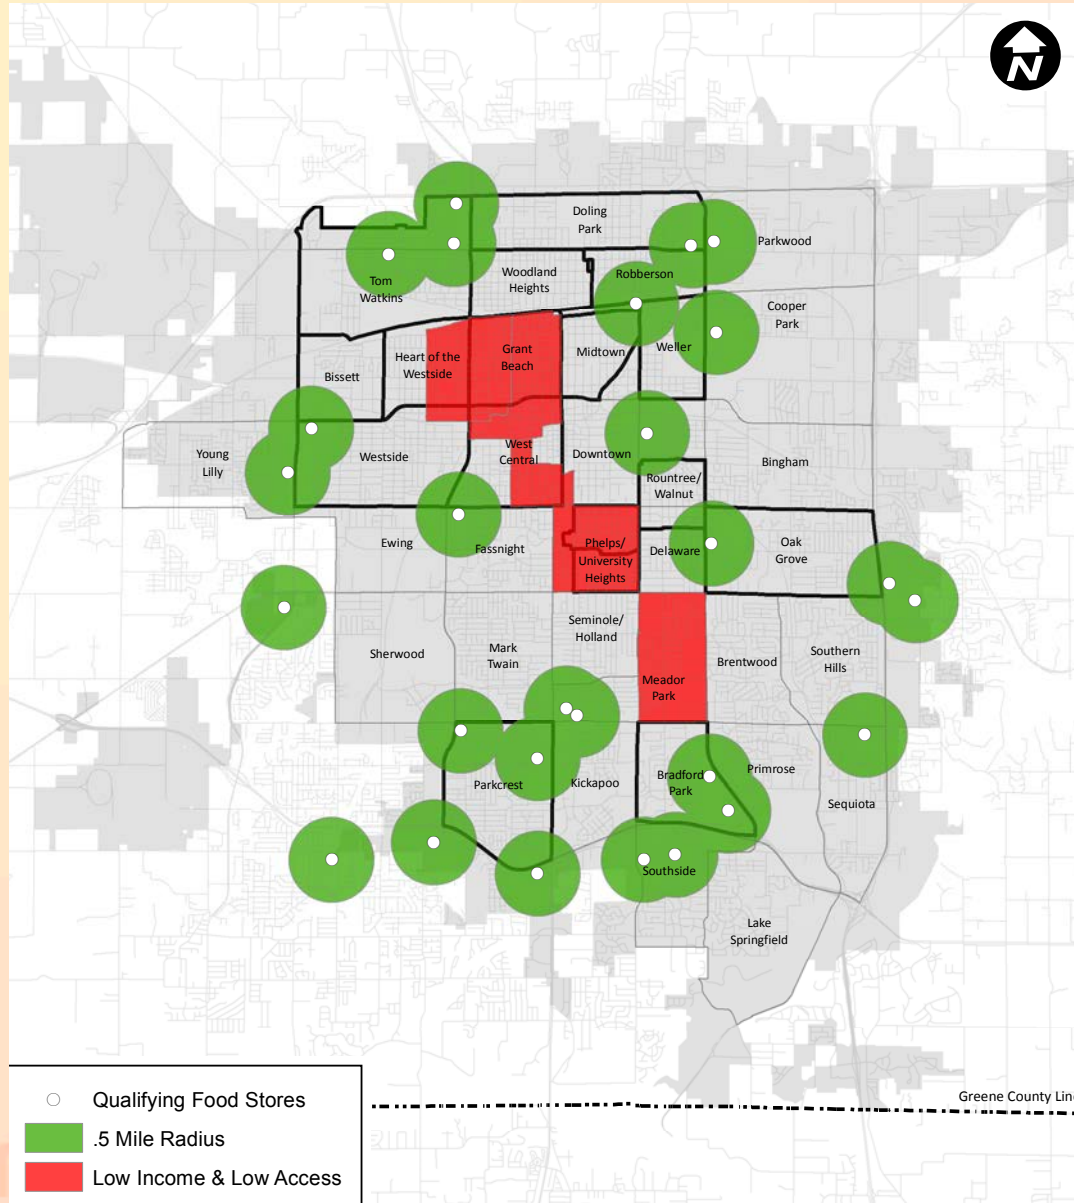 N
Doling
Park
Parkwood
Woodland
Heights
Robberson
Tom
Watkins
Cooper
Park
Heart of the
Westside
Grant
Beach
Midtown
Weller
Bissett
Young
Lilly
Westside
West
Central
Downtown
Bingham
Rountree/
Walnut
Ewing
Fassnight
Phelps/
University
Heights
Delaware
Oak
Grove
Seminole/
Holland
Sherwood
Mark
Twain
Brentwood
Southern
Hills
Meador
Park
Parkcrest
Kickapoo
Bradford
Park
Primrose
Sequiota
Southside
Lake
Springfield
Greene County Line
Qualifying Food Stores
.5 Mile Radius
Low Income & Low Access